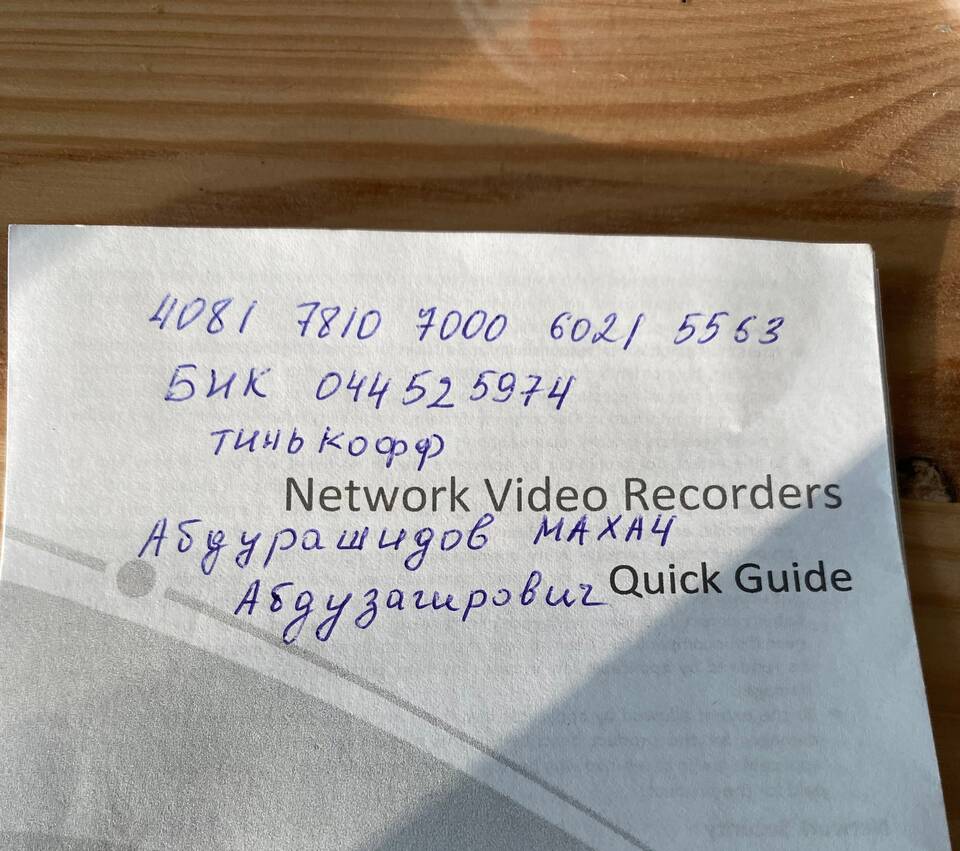 4081 7810 7000 6021 5563
БИК 044525974
тинькофф
Network Video Recorders
Абдурашидов МАХАЧ
Абдузагирович
Quick Guide